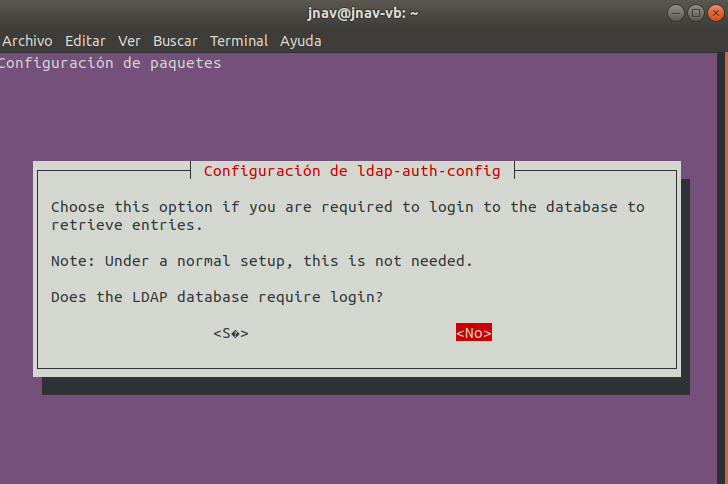 jnav@jnav-vb: ~
Archivo Editar Ver Buscar Terminal Ayuda
Configuración de paquetes
Configuración de ldap-auth-config
Choose this option if you are required to login to the database to
retrieve entries.
Note: Under a normal setup, this is not needed.
Does the LDAP database require login?
<S�> <No>